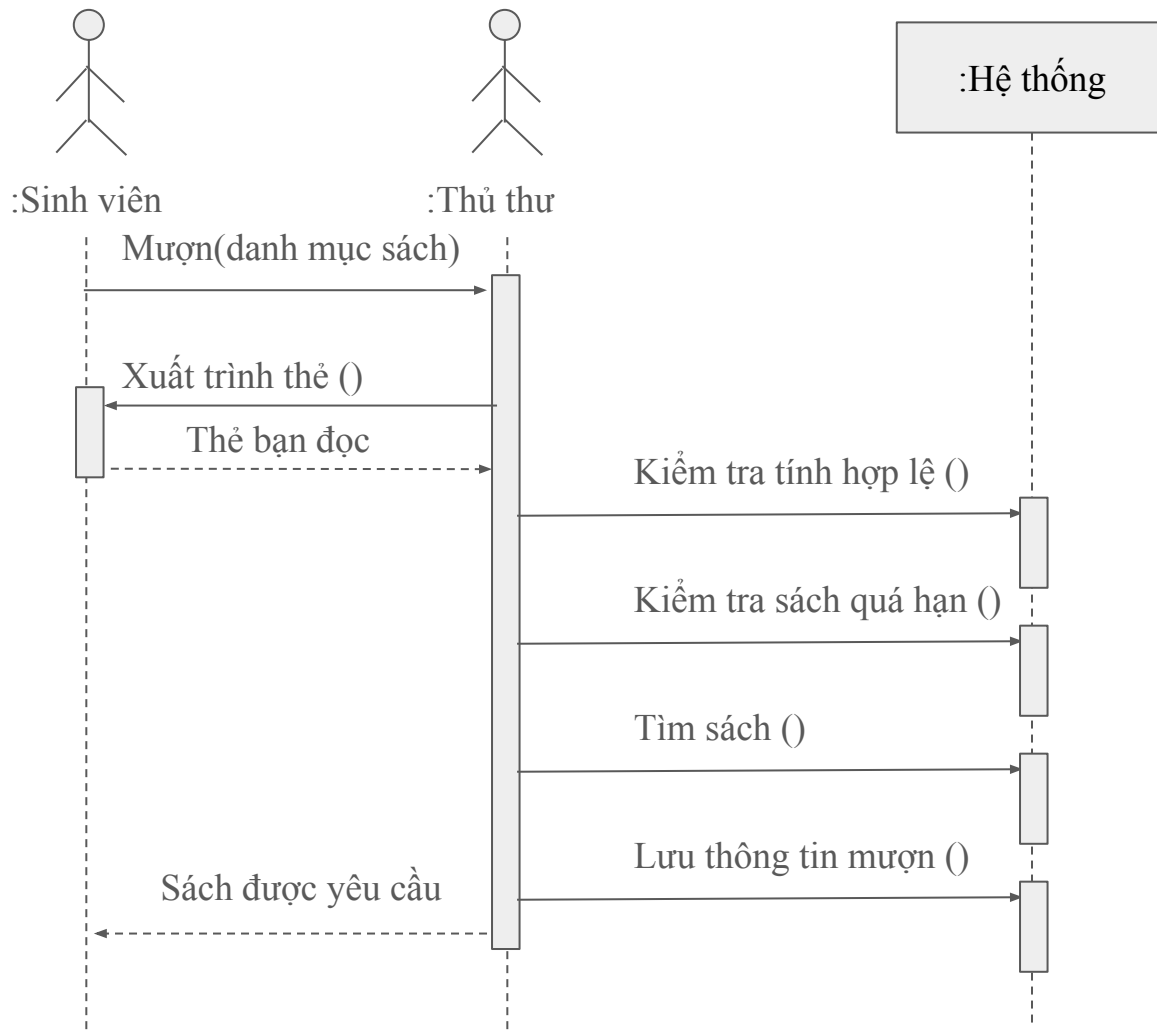 :Hệ thống
:Sinh viên
:Thủ thư
Mượn(danh mục sách)
Xuất trình thẻ ()
Thẻ bạn đọc
Kiểm tra tính hợp lệ ()
Kiểm tra sách quá hạn ()
Tìm sách ()
Lưu thông tin mượn ()
Sách được yêu cầu